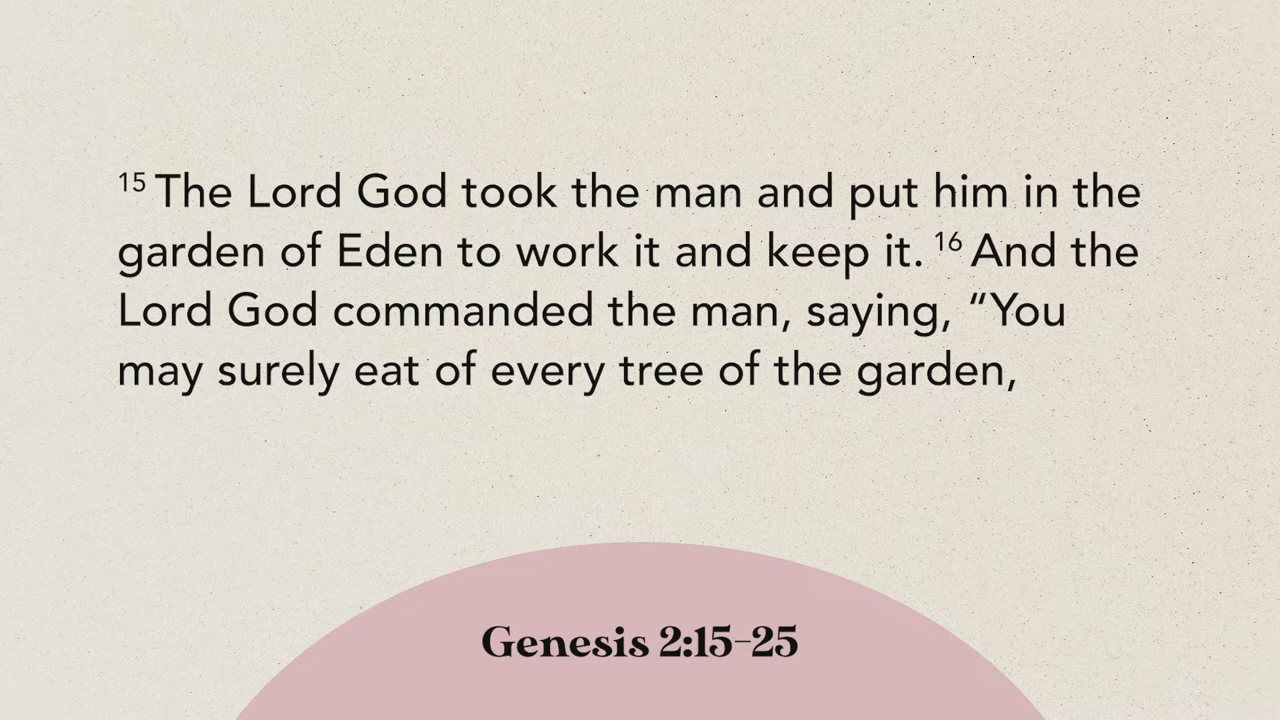 15 The Lord God took the man and put him in the
garden of Eden to work it and keep it. 16 And the
Lord God commanded the man, saying, “You
may surely eat of every tree of the garden,
Genesis 2:15–25